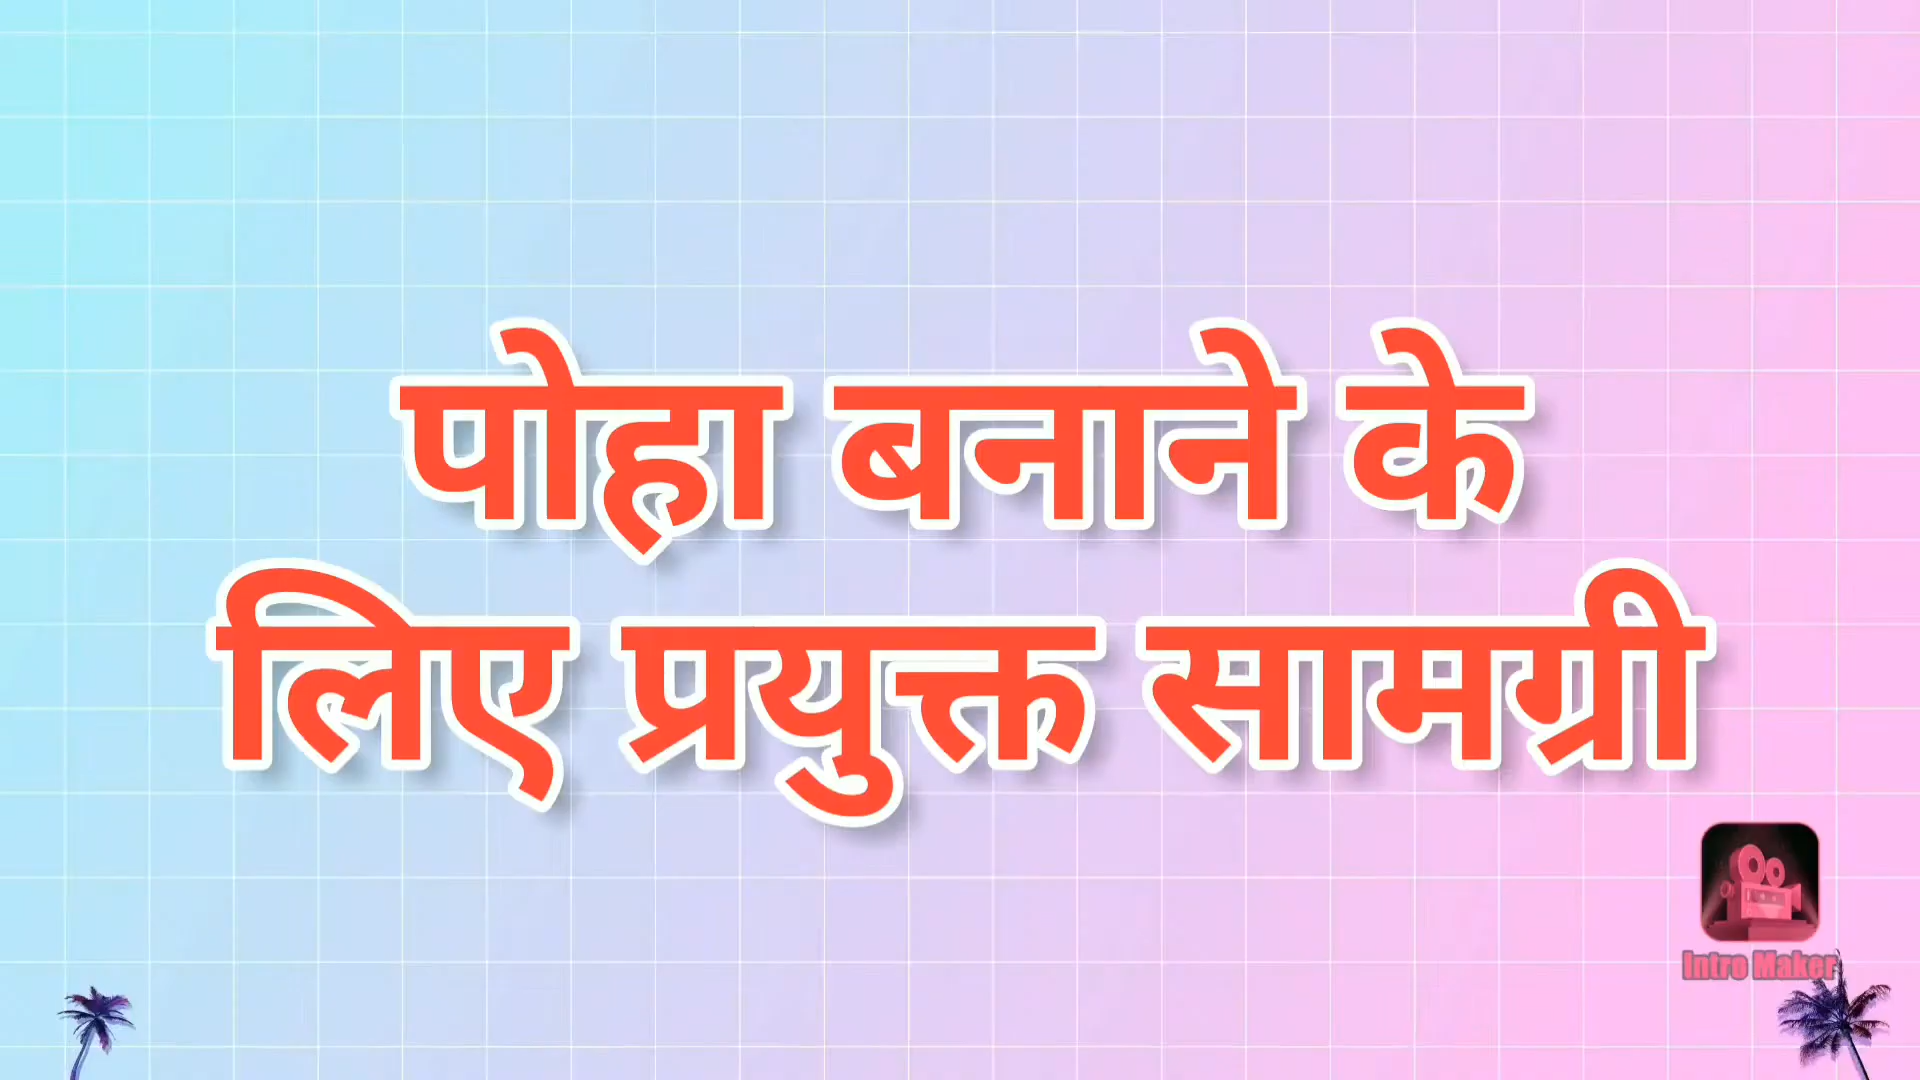 पोहा बनाने के
लिए प्रयुक्त सामग्री
Intro Maker